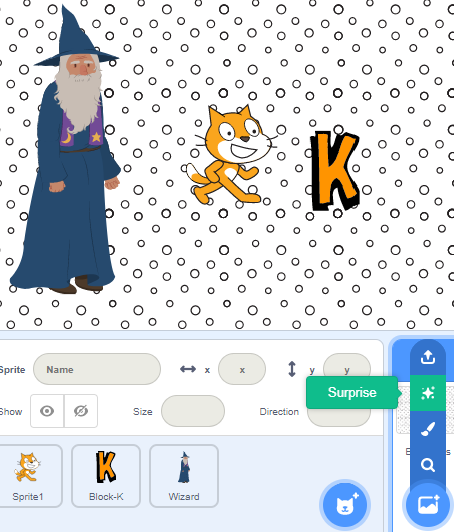 K
Sprite Name x x y y
Surprise
Show Size Direction
K
Sprite1 Block-K Wizard